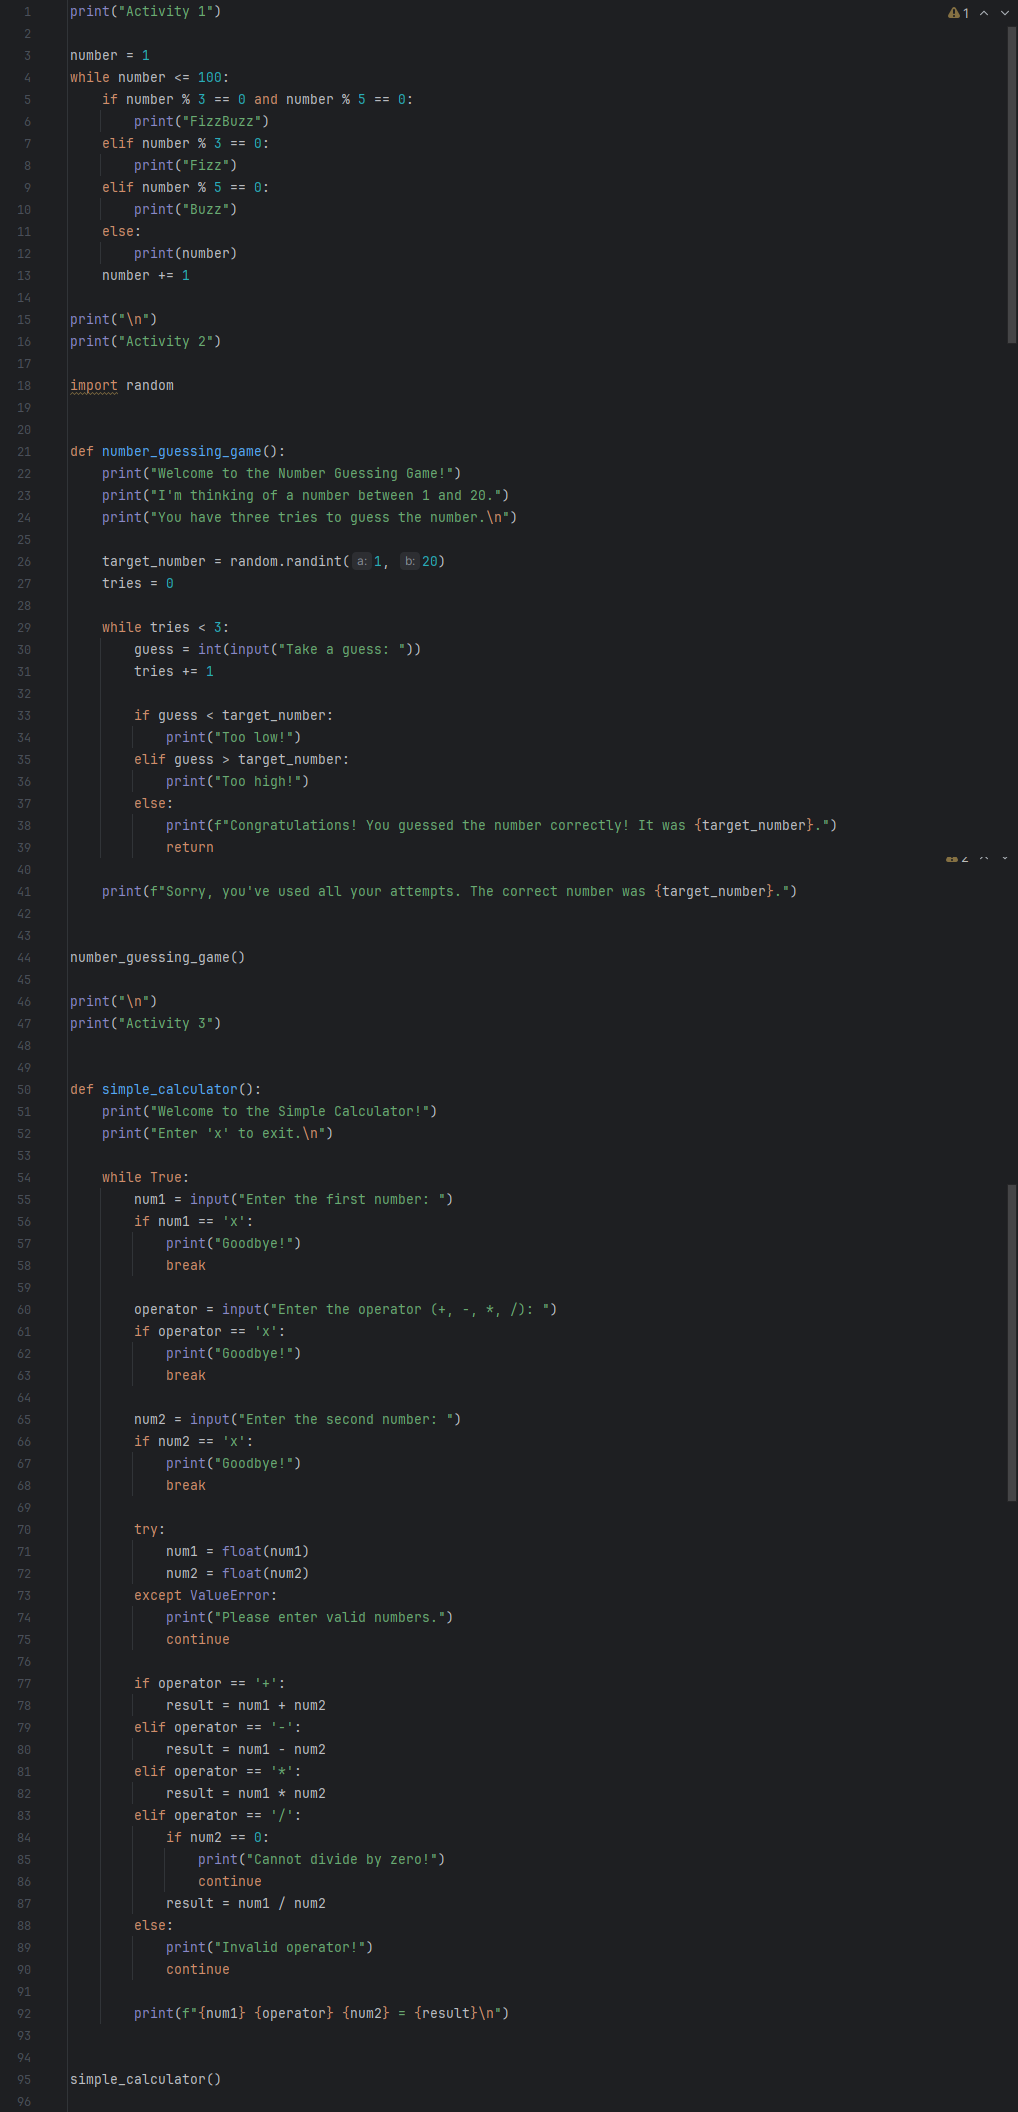 1 print("Activity 1") 1
2
3 number = 1
4 while number <= 100:
5 if number % 3 == 0 and number % 5 == 0:
6 print("FizzBuzz")
7 elif number % 3 == 0:
8 print("Fizz")
9 elif number % 5 == 0:
10 print("Buzz")
11 else:
12 print(number)
13 number += 1
14
15 print("\n")
16 print("Activity 2")
17
18 import random
19
20
21 def number_guessing_game():
22 print("Welcome to the Number Guessing Game!")
23 print("I'm thinking of a number between 1 and 20.")
24 print("You have three tries to guess the number.\n")
25
26 target_number = random.randint( a: 1, b: 20)
27 tries = 0
28
29 while tries < 3:
30 guess = int(input("Take a guess: "))
31 tries += 1
32
33 if guess < target_number:
34 print("Too low!")
35 elif guess > target_number:
36 print("Too high!")
37 else:
38 print(f"Congratulations! You guessed the number correctly! It was {target_number}.")
39 return
40
41 print(f"Sorry, you've used all your attempts. The correct number was {target_number}.")
42
43
44 number_guessing_game()
45
46 print("\n")
47 print("Activity 3")
48
49
50 def simple_calculator():
51 print("Welcome to the Simple Calculator!")
52 print("Enter 'x' to exit.\n")
53
54 while True:
55 num1 = input("Enter the first number: ")
56 if num1 == 'x':
57 print("Goodbye!")
58 break
59
60 operator = input("Enter the operator (+, -, *, /): ")
61 if operator == 'x':
62 print("Goodbye!")
63 break
64
65 num2 = input("Enter the second number: ")
66 if num2 == 'x':
67 print("Goodbye!")
68 break
69
70 try:
71 num1 = float(num1)
72 num2 = float(num2)
73 except ValueError:
74 print("Please enter valid numbers.")
75 continue
76
77 if operator == '+':
78 result = num1 + num2
79 elif operator == '-':
80 result = num1 - num2
81 elif operator == '*':
82 result = num1 * num2
83 elif operator == '/':
84 if num2 == 0:
85 print("Cannot divide by zero!")
86 continue
87 result = num1 / num2
88 else:
89 print("Invalid operator!")
90 continue
91
92 print(f"{num1} {operator} {num2} = {result}\n")
93
94
95 simple_calculator()
96